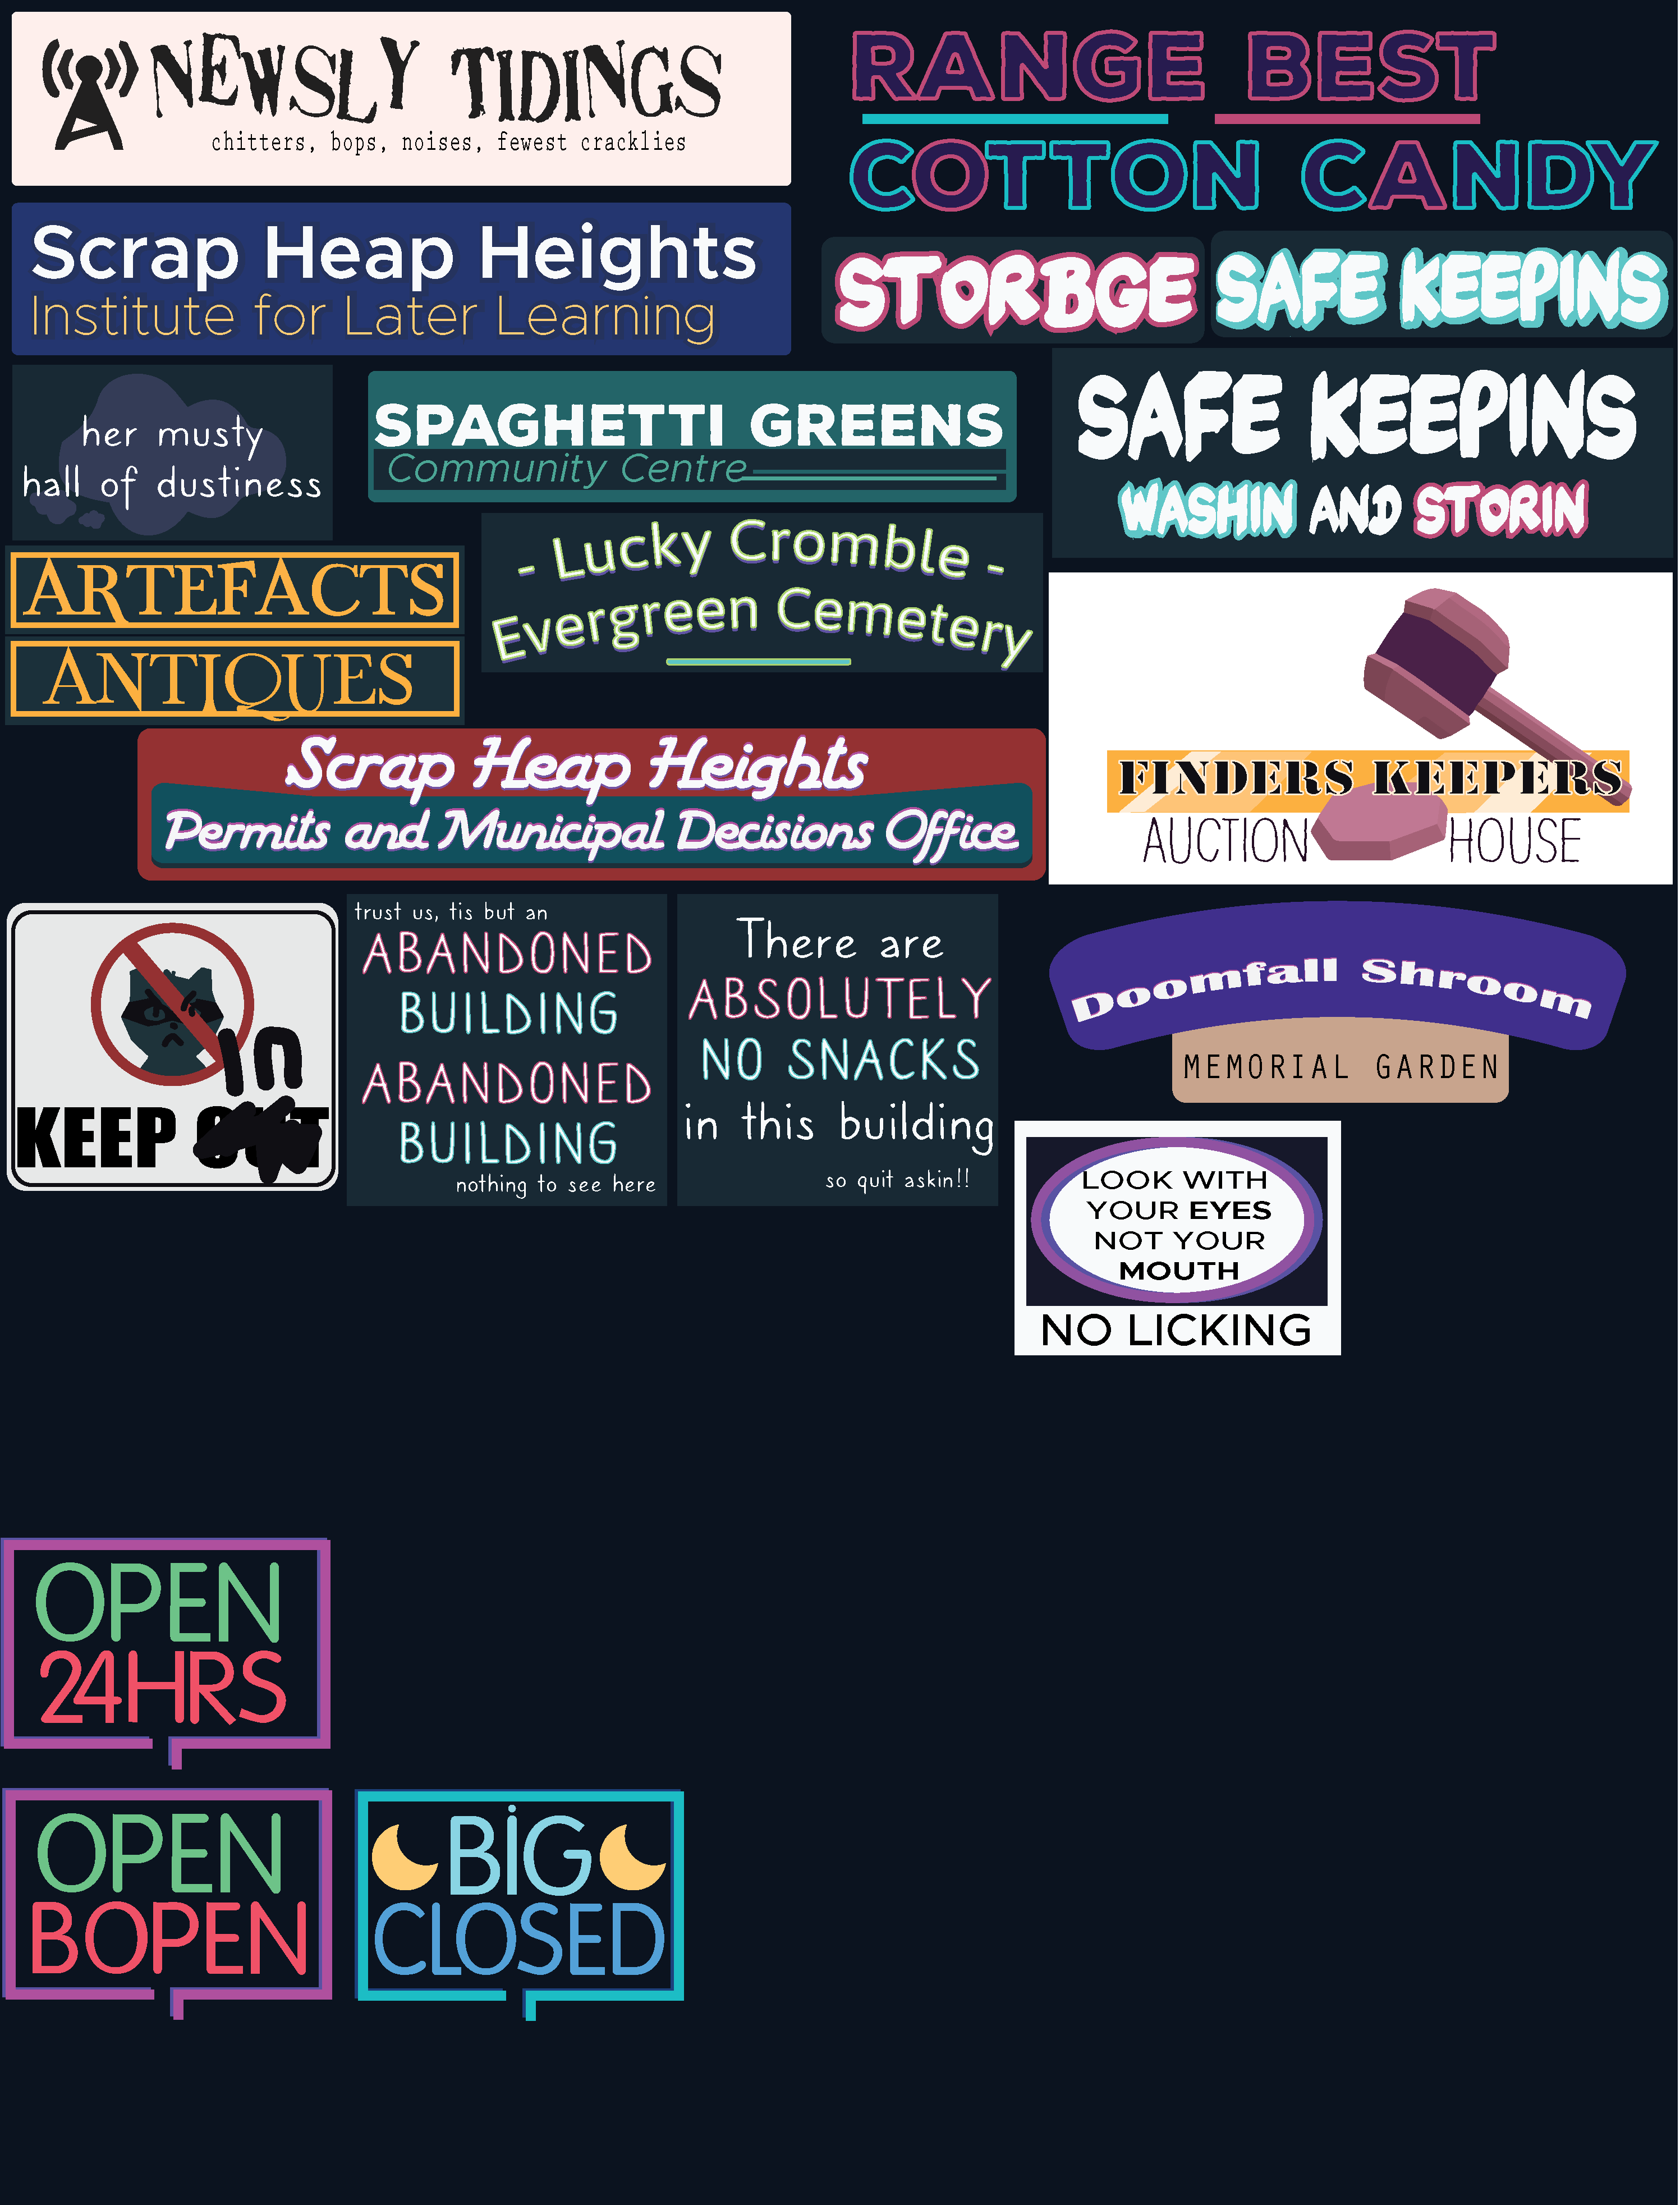 NEWSLY TIDINGS
chitters, bops, noises, fewest cracklies
RANGE BEST
COTTON CANDY
Scrap Heap Heights
Institute for Later Learning
STORBGE
SAFE KEEPINS
her musty
hall of dustiness
SPAGHETTI GREENS
Community Centre
SAFE KEEPINS
WASHIN AND STORIN
ARTEFACTS
ANTIQUES
- Lucky Cromble -
Evergreen Cemetery
Scrap Heap Heights
Permits and Municipal Decisions Office
FINDERS KEEPERS
AUCTION HOUSE
in
KEEP OUT
trust us, tis but an
ABANDONED
BUILDING
ABANDONED
BUILDING
nothing to see here
There are
ABSOLUTELY
NO SNACKS
in this building
so quit askin!!
Doomfall Shroom
MEMORIAL GARDEN
LOOK WITH
YOUR EYES
NOT YOUR
MOUTH
NO LICKING
OPEN
24HRS
OPEN
BOPEN
BiG
CLOSED